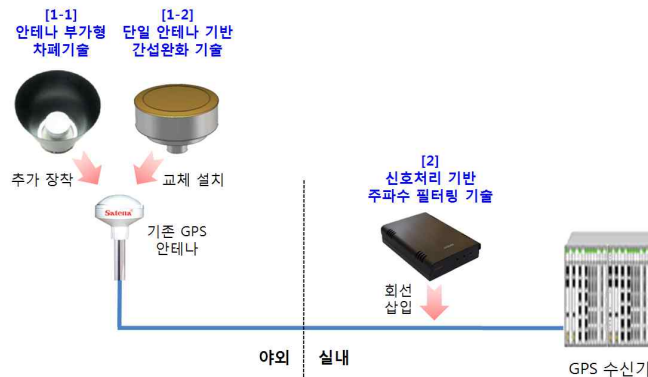 [1-1]
안테나 부가형
차폐기술
[1-2]
단일 안테나 기반
간섭완화 기술
추가 장착
교체 설치
Satena
기존 GPS
안테나
[2]
신호처리 기반
주파수 필터링 기술
회선
삽입
야외
실내
GPS 수신기